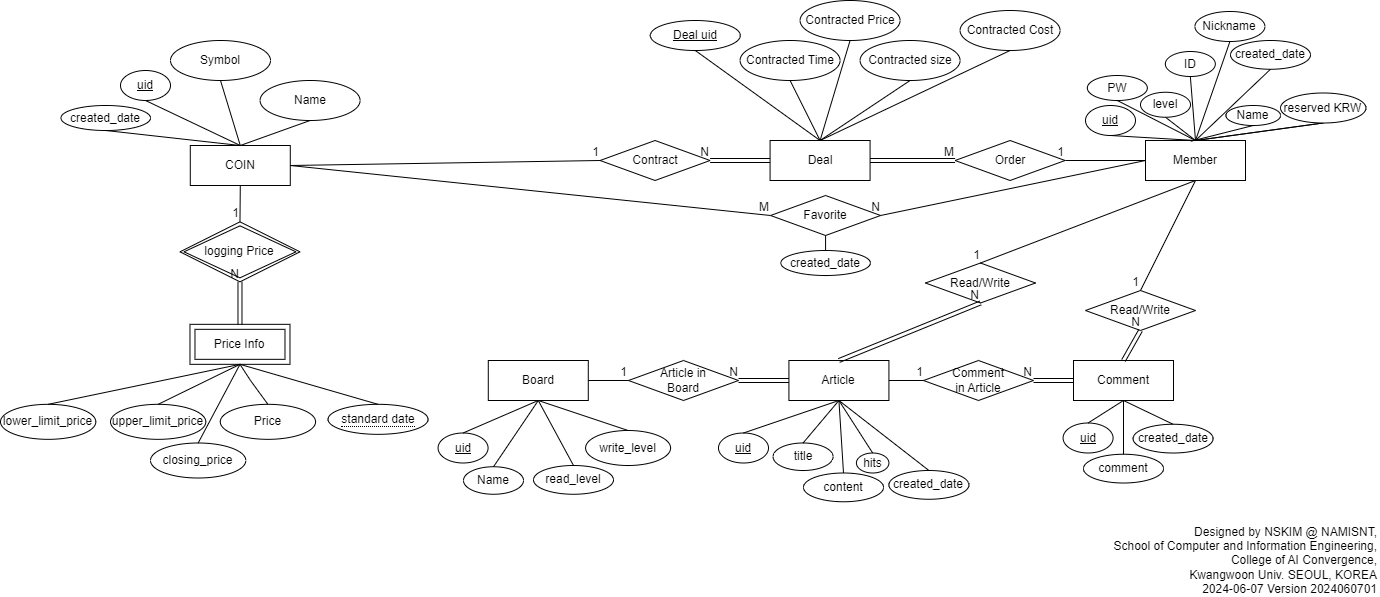 Contracted Price
Nickname
Deal uid
Contracted Cost
created_date
Symbol
Contracted Time
Contracted size
ID
uid
PW
Name
level
reserved KRW
created_date
Name
uid
COIN
1
Contract
N
Deal
M
Order
1
Member
M
Favorite
N
1
logging Price
N
created_date
1
Read/Write
N
1
Read/Write
N
Price Info
Board
1
Article in
Board
N
Article
1
Comment
in Article
N
Comment
lower_limit_price
upper_limit_price
Price
standard date
closing_price
uid
write_level
Name
read_level
uid
title
hits
content
created_date
uid
created_date
comment
Designed by NSKIM @ NAMISNT,
School of Computer and Information Engineering,
College of AI Convergence,
Kwangwoon Univ. SEOUL, KOREA
2024-06-07 Version 2024060701